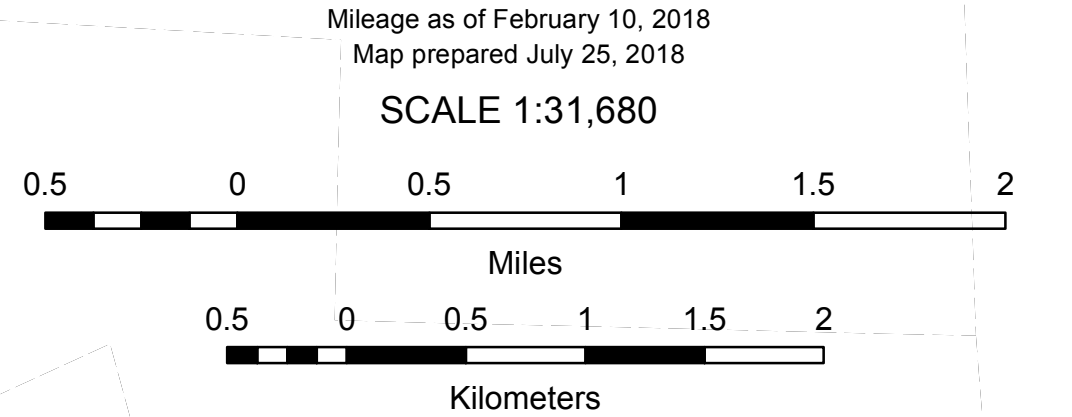 Mileage as of February 10, 2018
Map prepared July 25, 2018
SCALE 1:31,680
0.5 0 0.5 1 1.5 2
Miles
0.5 0 0.5 1 1.5 2
Kilometers